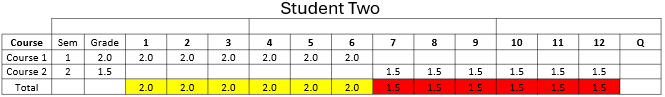 Student Two
Course Sem Grade 1 2 3 4 5 6 7 8 9 10 11 12 Q
Course 1 1 2.0 2.0 2.0 2.0 2.0 2.0 2.0
Course 2 2 1.5 1.5 1.5 1.5 1.5 1.5 1.5
Total 2.0 2.0 2.0 2.0 2.0 2.0 1.5 1.5 1.5 1.5 1.5 1.5